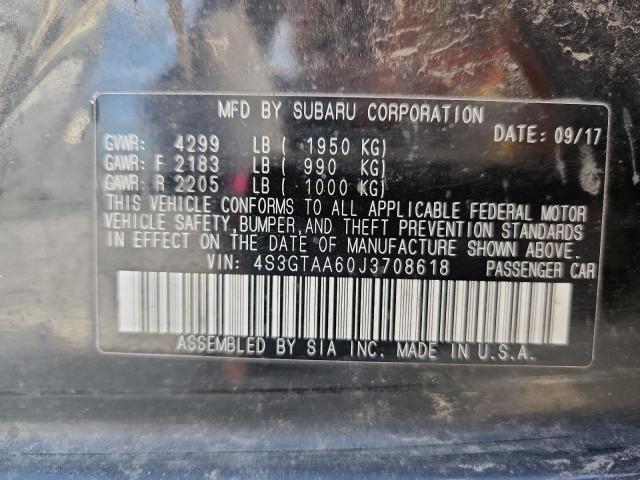 MFD BY SUBARU CORPORATION
DATE: 09/17
GVWR: 4299 LB ( 1950 KG)
GAWR: F 2183 LB ( 990 KG)
GAWR: R 2205 LB ( 1000 KG)
THIS VEHICLE CONFORMS TO ALL APPLICABLE FEDERAL MOTOR
VEHICLE SAFETY, BUMPER, AND THEFT PREVENTION STANDARDS
IN EFFECT ON THE DATE OF MANUFACTURE SHOWN ABOVE.
VIN: 4S3GTAA60J3708618 PASSENGER CAR
ASSEMBLED BY SIA INC. MADE IN U.S.A.